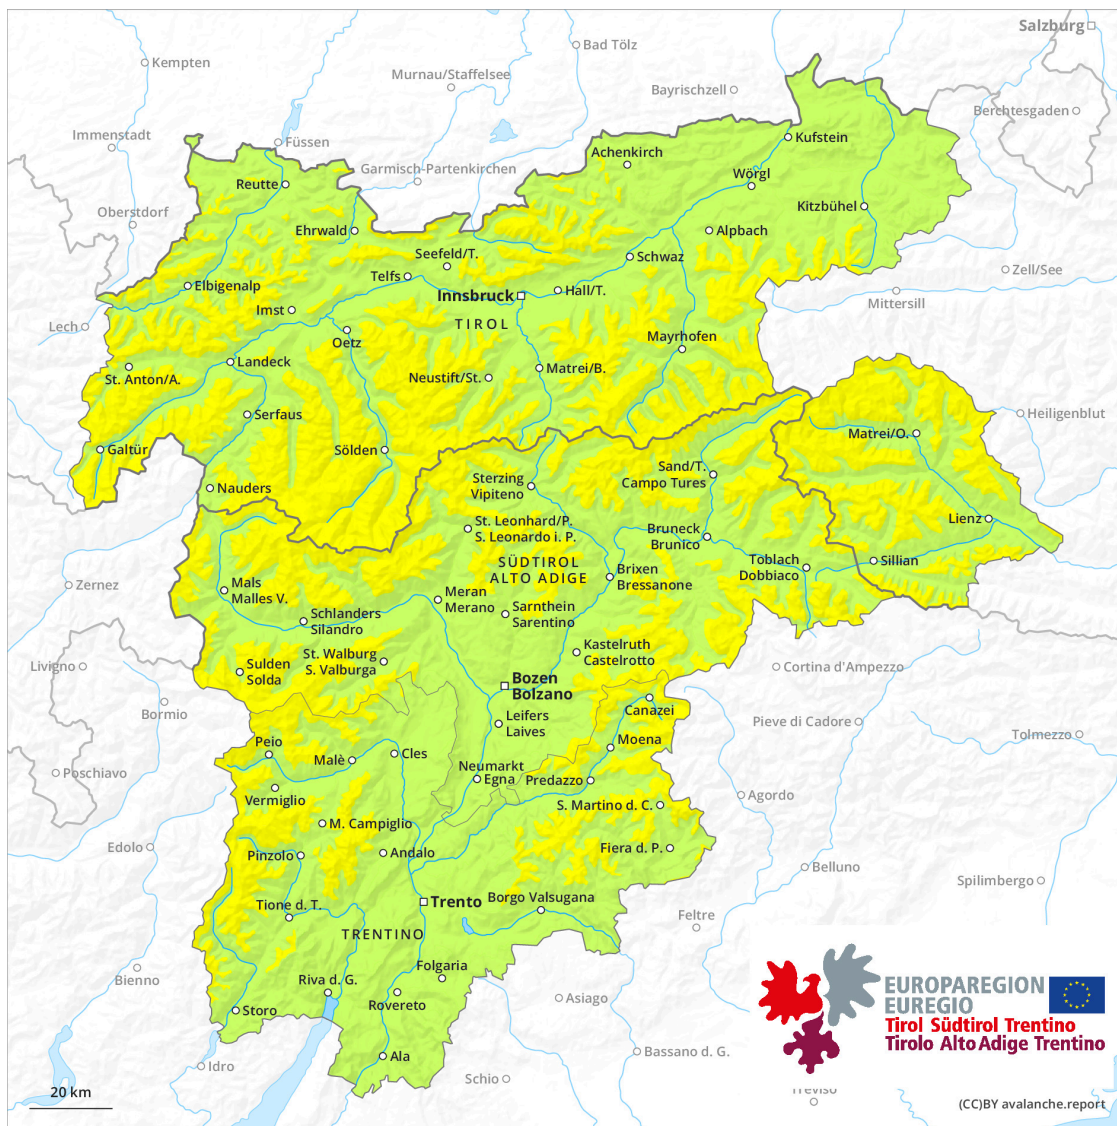 Salzburg
Bad Tölz
Kempten
Murnau/Staffelsee
Bayrischzell
Berchtesgaden
Immenstadt
Füssen
Kufstein
Achenkirch
Garmisch-Partenkirchen
Wörgl
Reutte
Oberstdorf
Kitzbühel
Ehrwald
Alpbach
Seefeld/T.
Schwaz
Zell/See
Telfs
Elbigenalp
Innsbruck
Hall/T.
Mittersill
Imst
TIROL
Lech
Oetz
Mayrhofen
Landeck
Matrei/B.
St. Anton/A.
Neustift/St.
Serfaus
Heiligenblut
Matrei/O.
Galtür
Sölden
Sand/T.
Campo Tures
Sterzing
Vipiteno
Nauders
Lienz
St. Leonhard/P.
S. Leonardo i. P.
Bruneck
Brunico
SÜDTIROL
ALTO ADIGE
Toblach
Dobbiaco
Sillian
Brixen
Bressanone
Zernez
Mals
Malles V.
Meran
Merano
Sarnthein
Sarentino
Schlanders
Silandro
Kastelruth
Castelrotto
St. Walburg
S. Valburga
Livigno
Sulden
Solda
Cortina d'Ampezzo
Bozen
Bolzano
Bormio
Canazei
Leifers
Laives
Pieve di Cadore
Tolmezzo
Moena
Peio
Cles
Malè
Poschiavo
Neumarkt
Egna
Predazzo
Vermiglio
Agordo
S. Martino d. C.
M. Campiglio
Edolo
Fiera d. P.
Pinzolo
Andalo
Belluno
Spilimbergo
Borgo Valsugana
Trento
Tione d. T.
Feltre
TRENTINO
Folgaria
Bienno
Riva d. G.
EUROPAREGION
EUREGIO
Tirol Südtirol Trentino
Tirolo Alto Adige Trentino
Asiago
Rovereto
Storo
Bassano d. G.
Ala
Idro
Schio
Treviso
20 km
(CC)BY avalanche.report